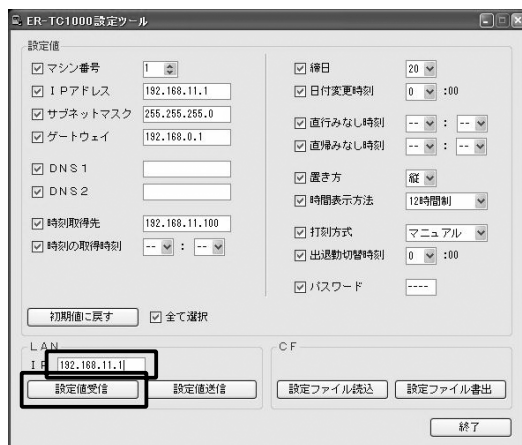 ER-TC1000設定ツール
設定値
マシン番号 1
IPアドレス 192.168.11.1
サブネットマスク 255.255.255.0
ゲートウェイ 192.168.0.1
DNS1
DNS2
時刻取得先 192.168.11.100
時刻の取得時刻 -- : --
締日 20
日付変更時刻 0 :00
直行みなし時刻 -- : --
直帰みなし時刻 -- : --
置き方 縦
時間表示方法 12時間制
打刻方式 マニュアル
出退勤切替時刻 0 :00
パスワード ----
初期値に戻す 全て選択
LAN
IP 192.168.11.1
設定値受信 設定値送信
CF
設定ファイル読込 設定ファイル書出
終了